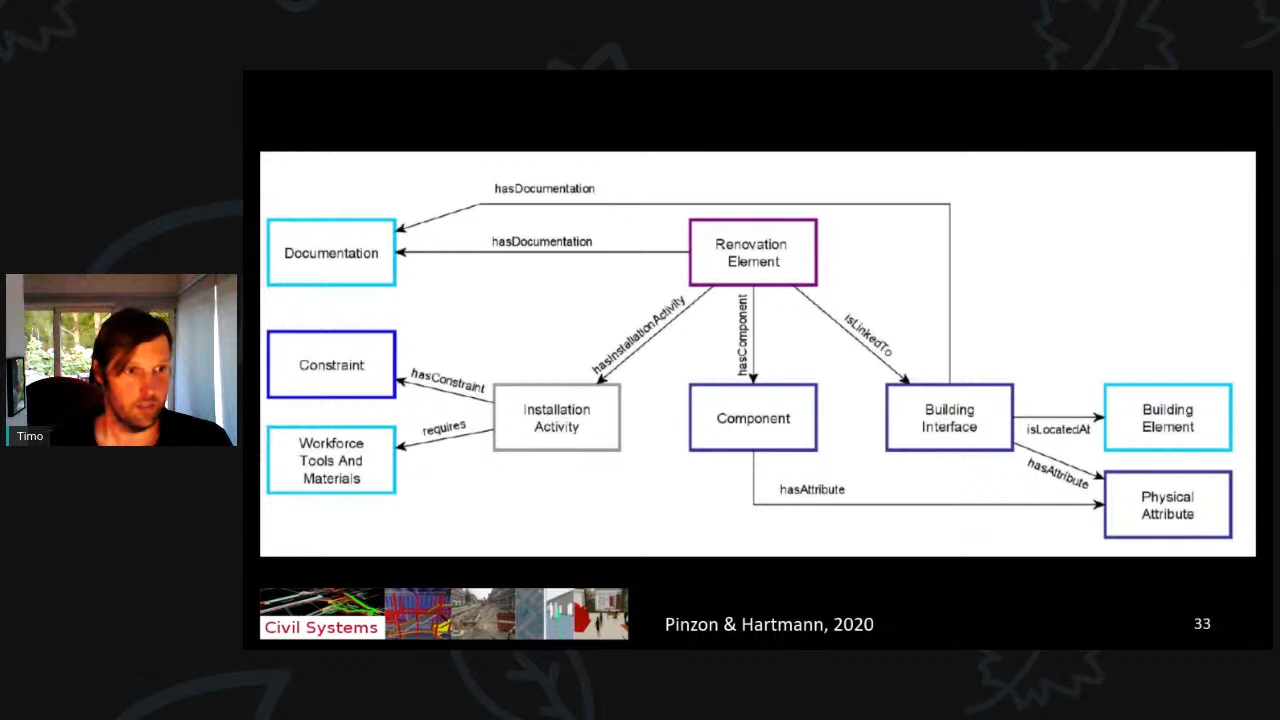 hasDocumentation
Documentation
hasDocumentation
Renovation
Element
hasInstallationActivity
hasComponent
isLinkedTo
Constraint
hasConstraint
Installation
Activity
Component
Building
Interface
isLocatedAt
Building
Element
requires
Workforce
Tools And
Materials
hasAttribute
hasAttribute
Physical
Attribute
Timo
Civil Systems
Pinzon & Hartmann, 2020
33